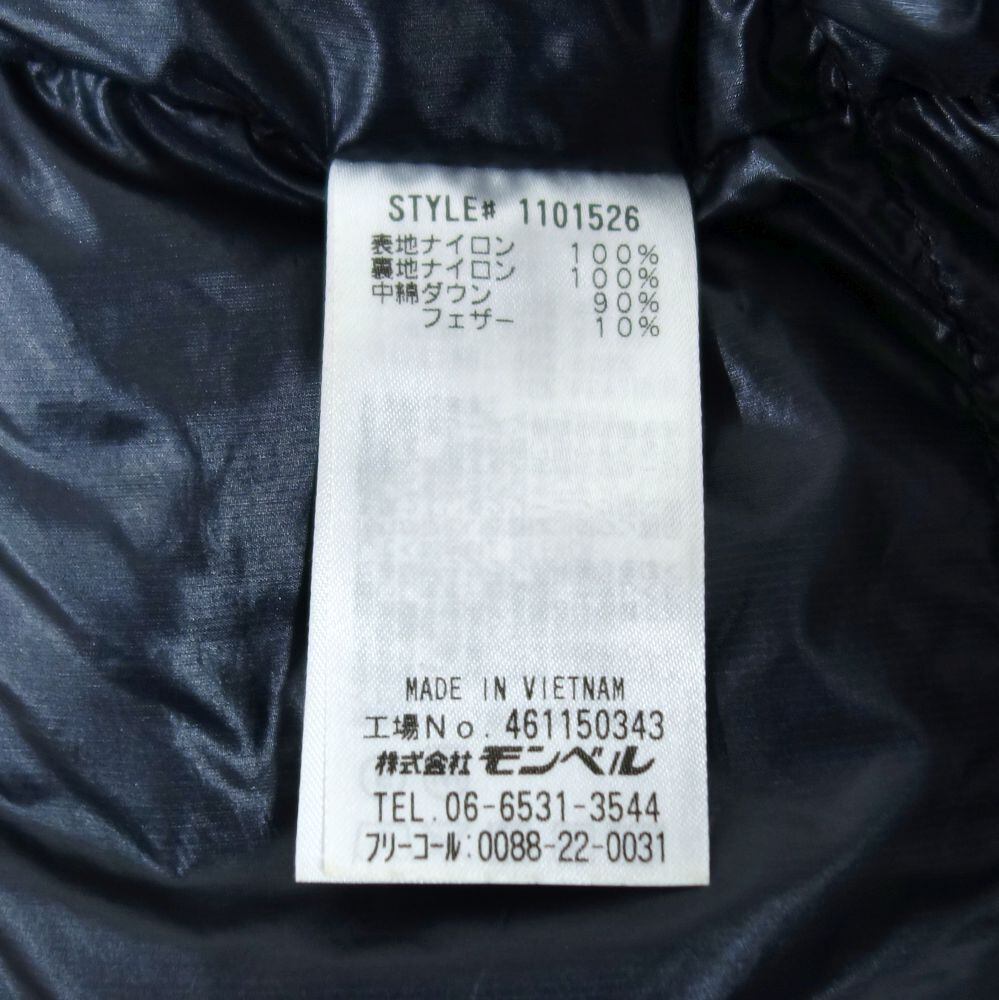 STYLE# 1101526
表地ナイロン 100%
裏地ナイロン 100%
中綿ダウン 90%
フェザー 10%
MADE IN VIETNAM
工場No. 461150343
株式会社 モンベル
TEL. 06-6531-3544
フリーコール:0088-22-0031